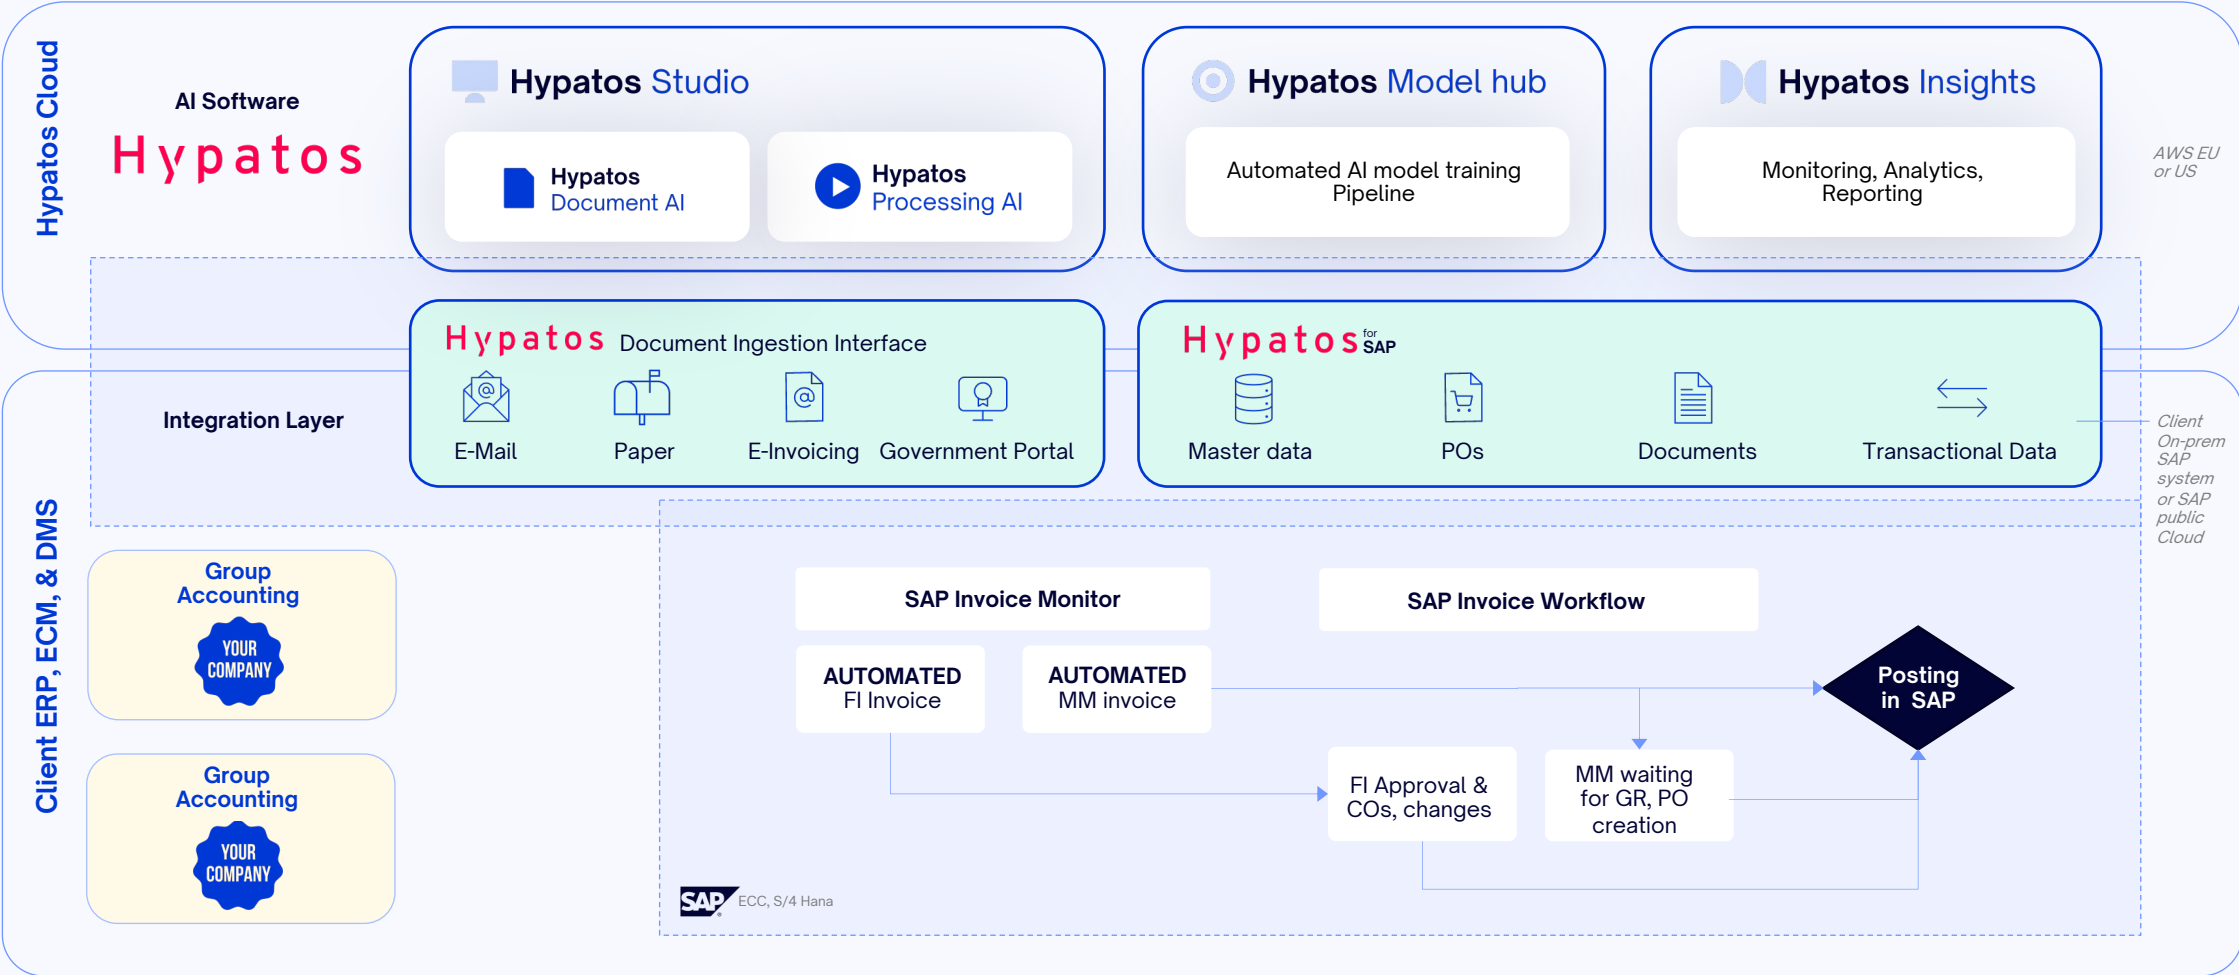 Hypatos Cloud
AI Software
Hypatos
Hypatos Studio
Hypatos
Document AI
Hypatos
Processing AI
Hypatos Model hub
Automated AI model training
Pipeline
Hypatos Insights
Monitoring, Analytics,
Reporting
AWS EU
or US
Integration Layer
Hypatos Document Ingestion Interface
E-Mail
Paper
E-Invoicing
Government Portal
Hypatos for SAP
Master data
POs
Documents
Transactional Data
Client
On-prem
SAP
system
or SAP
public
Cloud
Client ERP, ECM, & DMS
Group
Accounting
YOUR
COMPANY
Group
Accounting
YOUR
COMPANY
SAP Invoice Monitor
SAP Invoice Workflow
AUTOMATED
FI Invoice
AUTOMATED
MM invoice
Posting
in SAP
FI Approval &
COs, changes
MM waiting
for GR, PO
creation
SAP ECC, S/4 Hana